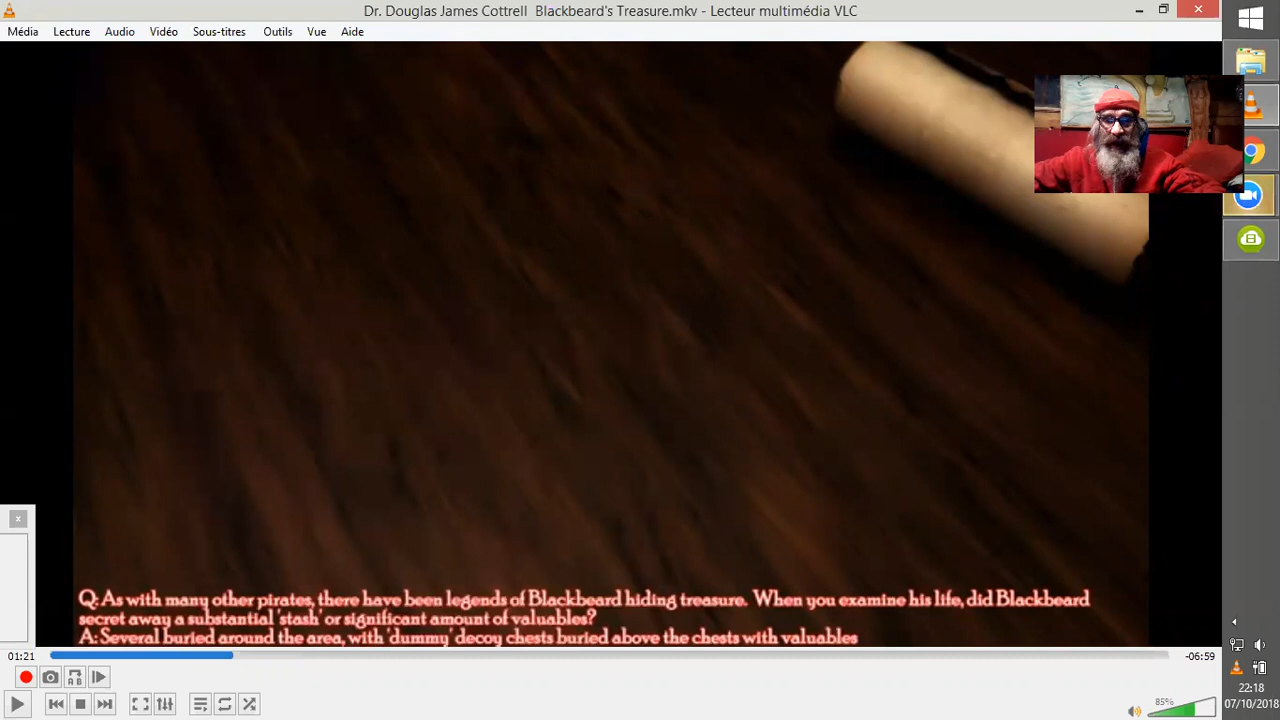 Dr. Douglas James Cottrell  Blackbeard's Treasure.mkv - Lecteur multimédia VLC
Média Lecture Audio Vidéo Sous-titres Outils Vue Aide
Q: As with many other pirates, there have been legends of Blackbeard hiding treasure.  When you examine his life, did Blackbeard
secret away a substantial 'stash' or significant amount of valuables?
A: Several buried around the area, with 'dummy' decoy chests buried above the chests with valuables
01:21 -06:59
85%
22:18
07/10/2018